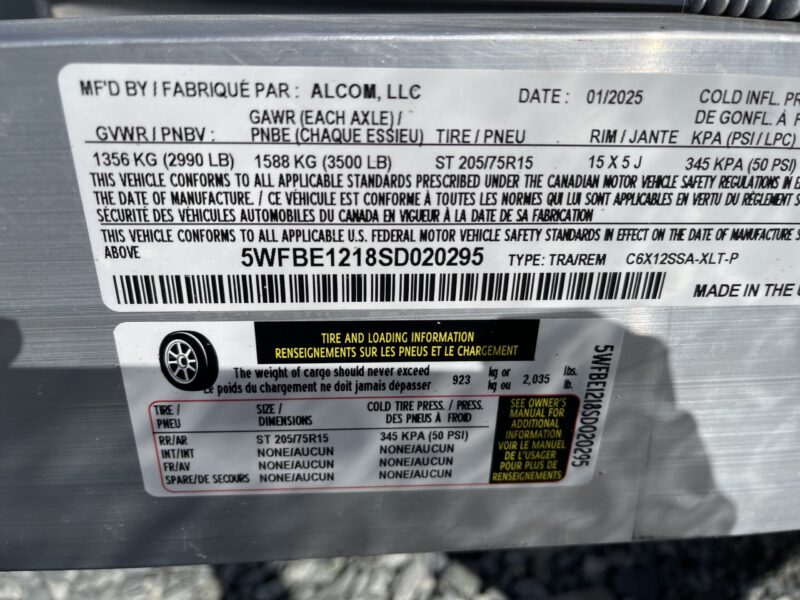 MF'D BY / FABRIQUÉ PAR : ALCOM, LLC
DATE : 01/2025
COLD INFL. PR
DE GONFL. À
GVWR / PNBV :
GAWR (EACH AXLE) /
PNBE (CHAQUE ESSIEU)
TIRE / PNEU
RIM / JANTE
KPA (PSI / LPC)
1356 KG (2990 LB) 1588 KG (3500 LB) ST 205/75R15 15 X 5 J 345 KPA (50 PSI)
THIS VEHICLE CONFORMS TO ALL APPLICABLE STANDARDS PRESCRIBED UNDER THE CANADIAN MOTOR VEHICLE SAFETY REGULATIONS IN E
THE DATE OF MANUFACTURE. / CE VÉHICULE EST CONFORME À TOUTES LES NORMES QUI LUI SONT APPLICABLES EN VERTU DU RÈGLEMENT S
SÉCURITÉ DES VÉHICULES AUTOMOBILES DU CANADA EN VIGUEUR À LA DATE DE SA FABRICATION
THIS VEHICLE CONFORMS TO ALL APPLICABLE U.S. FEDERAL MOTOR VEHICLE SAFETY STANDARDS IN EFFECT ON THE DATE OF MANUFACTURE S
ABOVE
5WFBE1218SD020295 TYPE: TRA/REM C6X12SSA-XLT-P
MADE IN THE U
TIRE AND LOADING INFORMATION
RENSEIGNEMENTS SUR LES PNEUS ET LE CHARGEMENT
The weight of cargo should never exceed
Le poids du chargement ne doit jamais dépasser
923 kg or
kg ou 2,035 lbs.
lb.
TIRE /
PNEU
SIZE /
DIMENSIONS
COLD TIRE PRESS. / PRESS.
DES PNEUS À FROID
RR/AR ST 205/75R15 345 KPA (50 PSI)
INT/INT NONE/AUCUN NONE/AUCUN
FR/AV NONE/AUCUN NONE/AUCUN
SPARE/DE SECOURS NONE/AUCUN NONE/AUCUN
SEE OWNER'S
MANUAL FOR
ADDITIONAL
INFORMATION
VOIR LE MANUEL
DE L'USAGER
POUR PLUS DE
RENSEIGNEMENTS
5WFBE1218SD020295